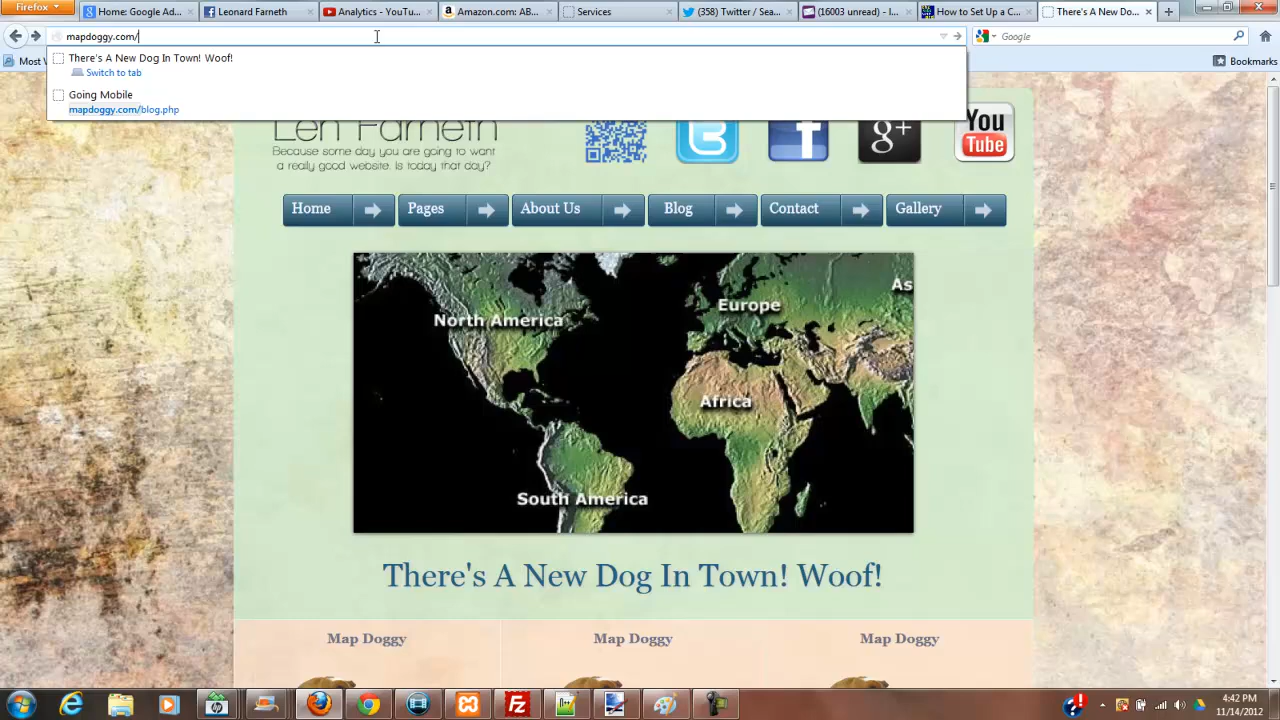 Firefox
Home: Google Ad...
Leonard Farneth
Analytics - YouTu...
Amazon.com: AB...
Services
(358) Twitter / Sea...
(16003 unread) - l...
How to Set Up a C...
There's A New Do...
mapdoggy.com/
Google
Most V
Bookmarks
There's A New Dog In Town! Woof!
Switch to tab
Going Mobile
mapdoggy.com/blog.php
Len Farneth
Because some day you are going to want
a really good website. Is today that day?
t
f
g+
You
Tube
Home
Pages
About Us
Blog
Contact
Gallery
North America
Europe
As
Africa
South America
There's A New Dog In Town! Woof!
Map Doggy
Map Doggy
Map Doggy
hp
Fz
4:42 PM
11/14/2012